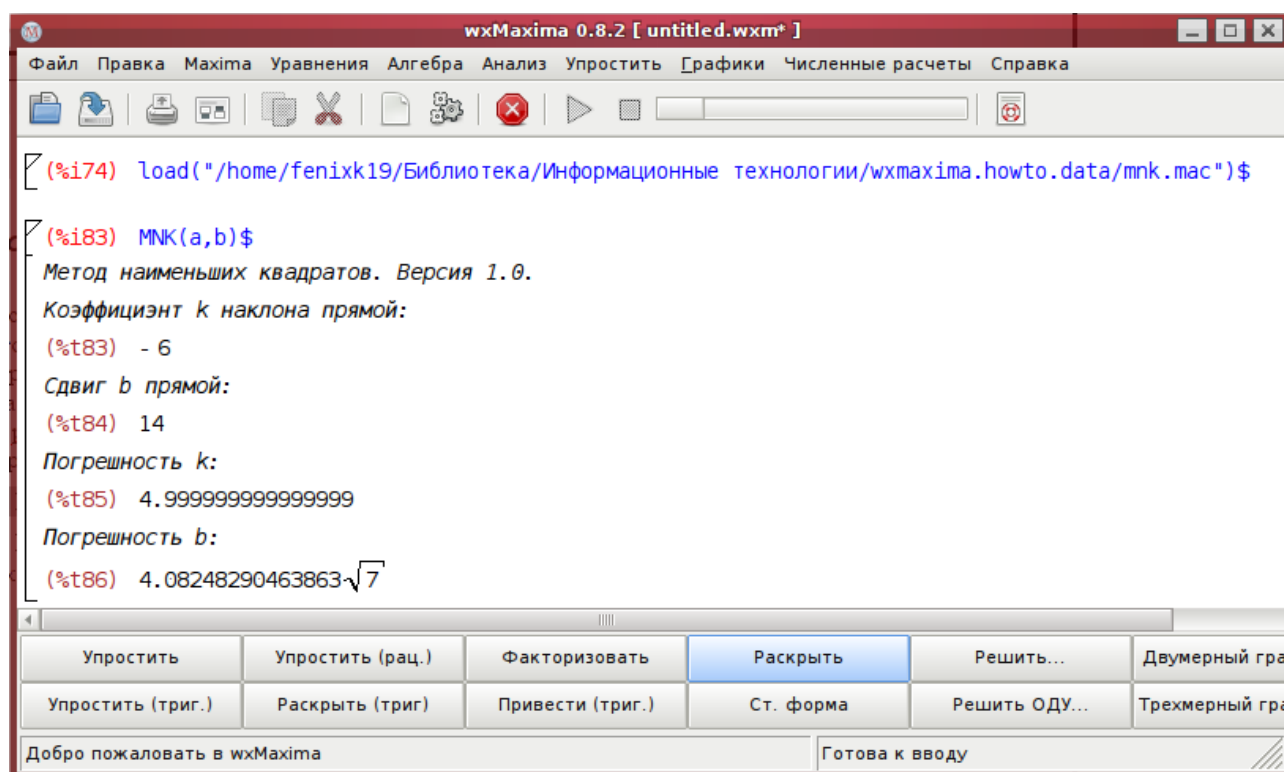 wxMaxima 0.8.2 [ untitled.wxm* ]
Файл Правка Maxima Уравнения Алгебра Анализ Упростить Графики Численные расчеты Справка
(%i74) load("/home/fenixk19/Библиотека/Информационные технологии/wxmaxima.howto.data/mnk.mac")$
(%i83) MNK(a,b)$
Метод наименьших квадратов. Версия 1.0.
Коэффициэнт k наклона прямой:
(%t83) - 6
Сдвиг b прямой:
(%t84) 14
Погрешность k:
(%t85) 4.999999999999999
Погрешность b:
(%t86) 4.08248290463863√7
Упростить Упростить (рац.) Факторизовать Раскрыть Решить... Двумерный гра
Упростить (триг.) Раскрыть (триг) Привести (триг.) Ст. форма Решить ОДУ... Трехмерный гра
Добро пожаловать в wxMaxima Готова к вводу